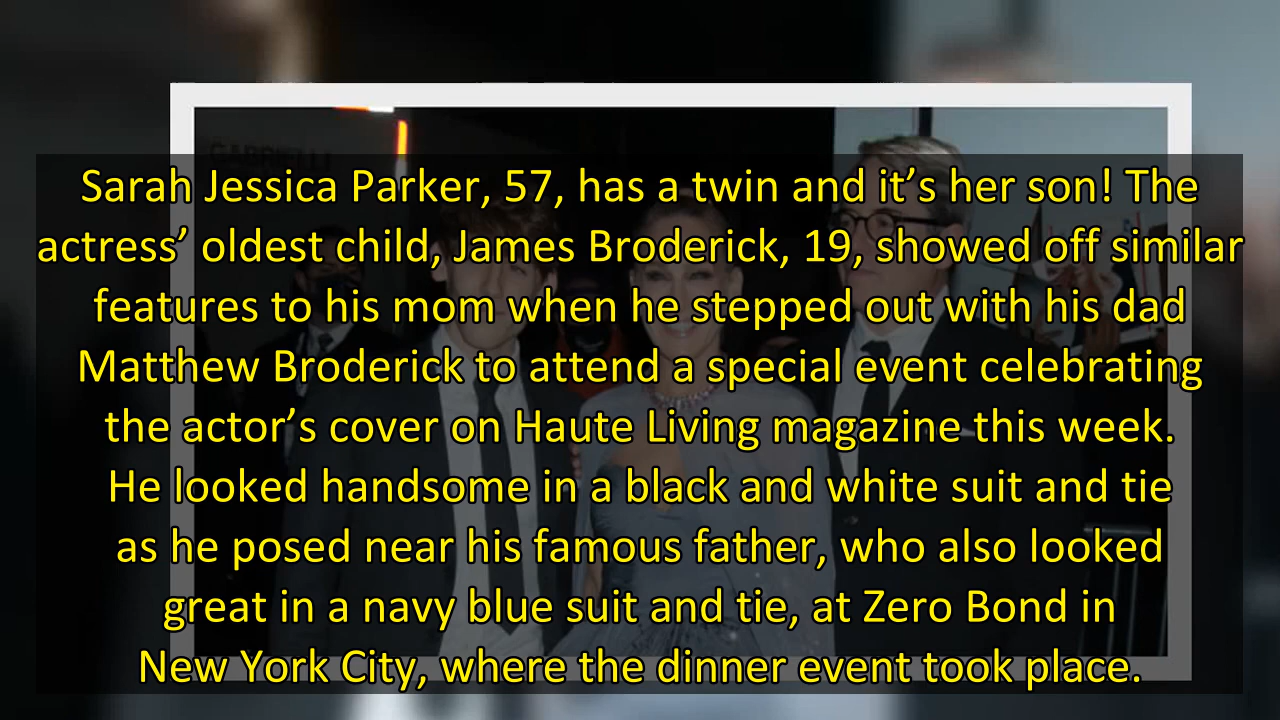 GABRIELLI
Sarah Jessica Parker, 57, has a twin and it’s her son! The
actress’ oldest child, James Broderick, 19, showed off similar
features to his mom when he stepped out with his dad
Matthew Broderick to attend a special event celebrating
the actor’s cover on Haute Living magazine this week.
He looked handsome in a black and white suit and tie
as he posed near his famous father, who also looked
great in a navy blue suit and tie, at Zero Bond in
New York City, where the dinner event took place.